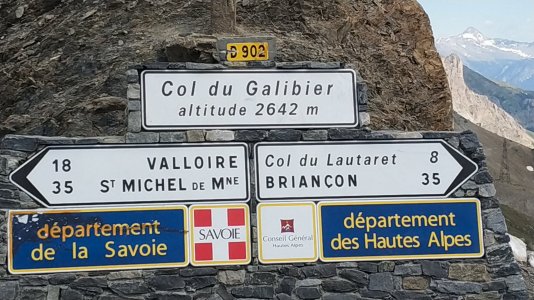 D 902
Col du Galibier
altitude 2642 m
18 VALLOIRE
35 ST MICHEL DE MNE
Col du Lautaret 8
BRIANÇON 35
département
de la Savoie
SAVOIE
Conseil Général
HAUTES ALPES
département
des Hautes Alpes